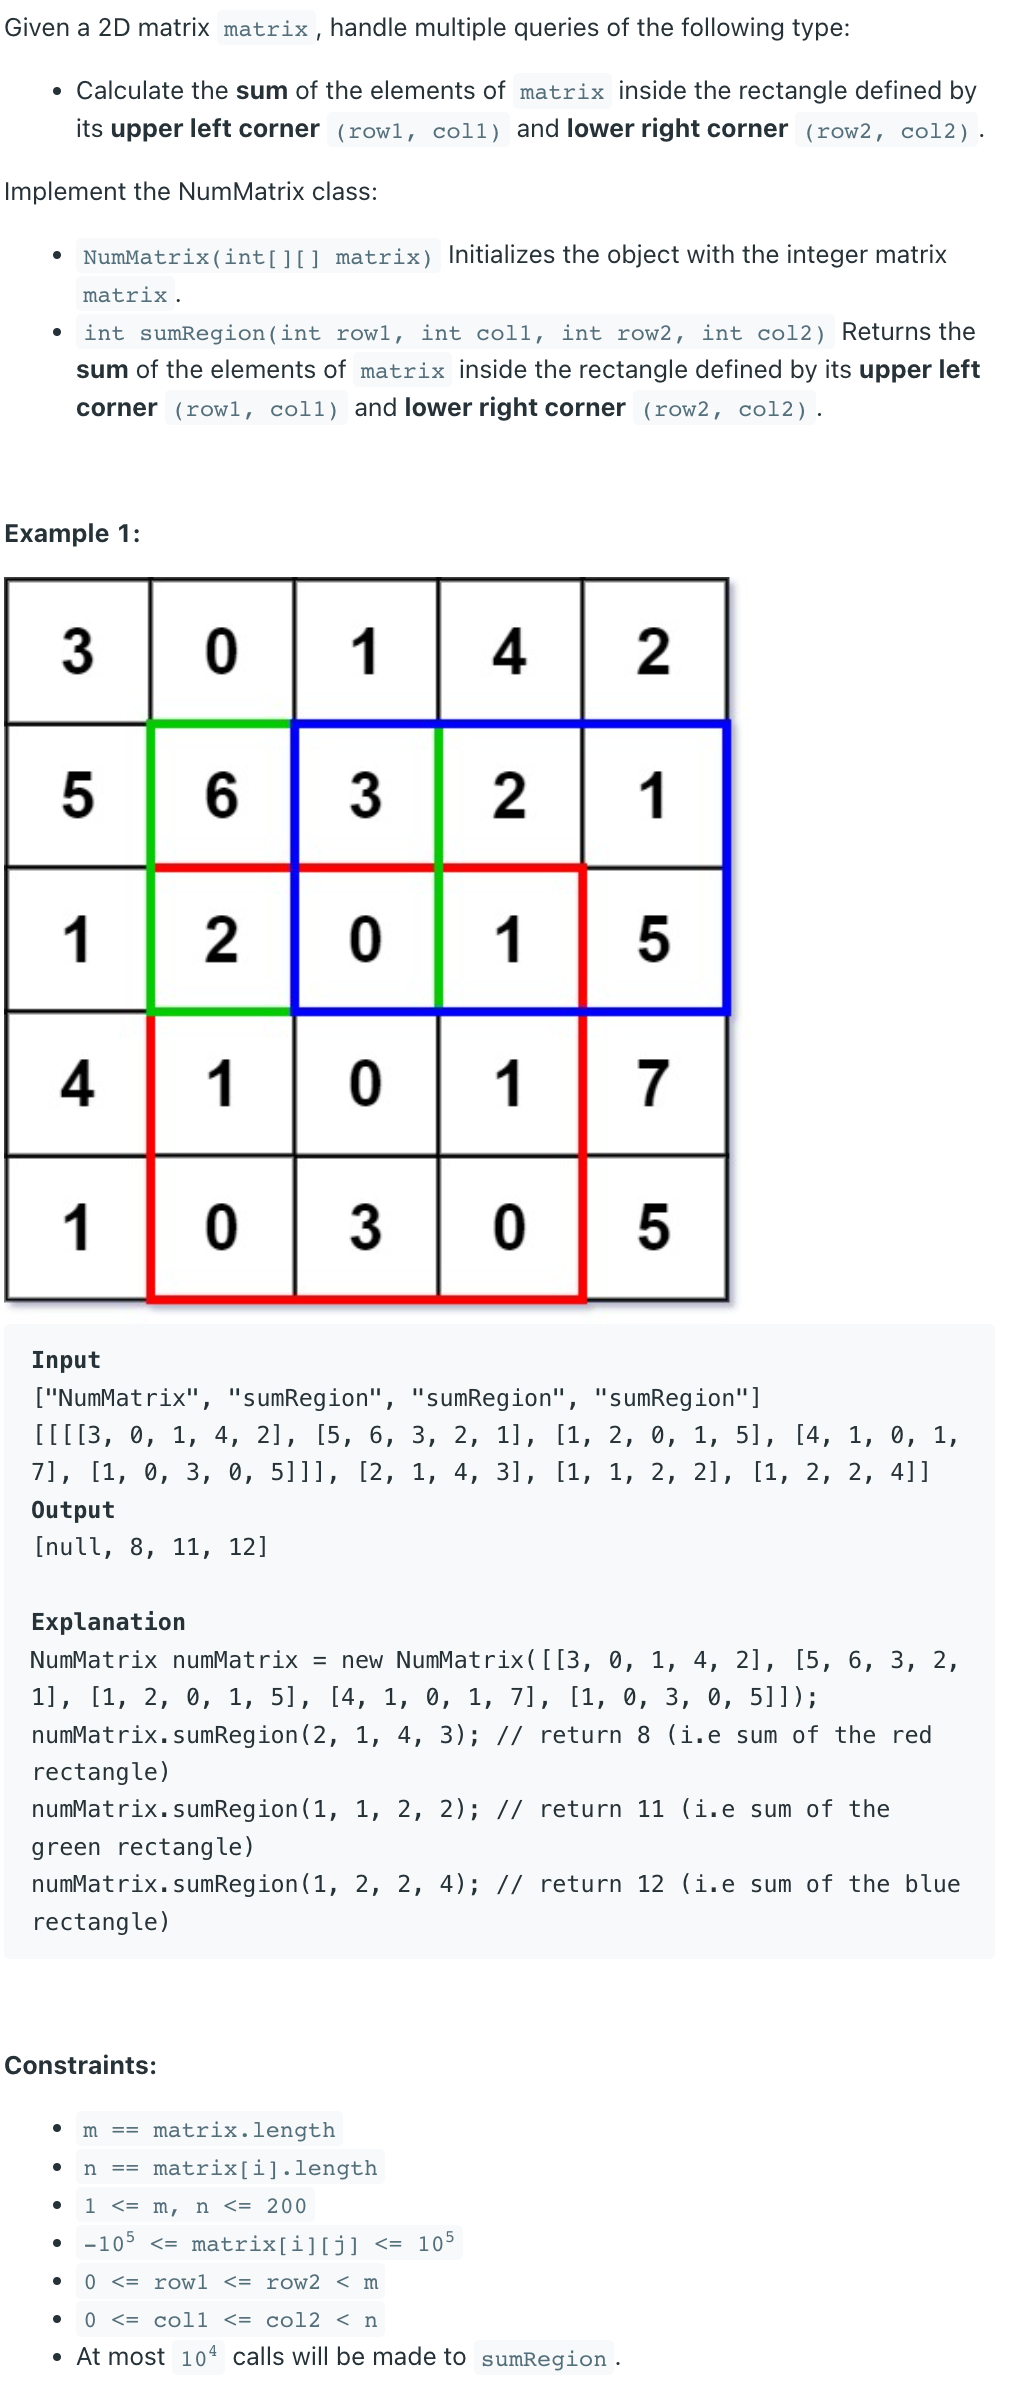 Given a 2D matrix matrix , handle multiple queries of the following type:
• Calculate the sum of the elements of matrix inside the rectangle defined by
its upper left corner (row1, col1) and lower right corner (row2, col2) .
Implement the NumMatrix class:
• NumMatrix(int[][] matrix) Initializes the object with the integer matrix
matrix .
• int sumRegion(int row1, int col1, int row2, int col2) Returns the
sum of the elements of matrix inside the rectangle defined by its upper left
corner (row1, col1) and lower right corner (row2, col2) .
Example 1:
3 0 1 4 2
5 6 3 2 1
1 2 0 1 5
4 1 0 1 7
1 0 3 0 5
Input
["NumMatrix", "sumRegion", "sumRegion", "sumRegion"]
[[[[3, 0, 1, 4, 2], [5, 6, 3, 2, 1], [1, 2, 0, 1, 5], [4, 1, 0, 1,
7], [1, 0, 3, 0, 5]]], [2, 1, 4, 3], [1, 1, 2, 2], [1, 2, 2, 4]]
Output
[null, 8, 11, 12]
Explanation
NumMatrix numMatrix = new NumMatrix([[3, 0, 1, 4, 2], [5, 6, 3, 2,
1], [1, 2, 0, 1, 5], [4, 1, 0, 1, 7], [1, 0, 3, 0, 5]]);
numMatrix.sumRegion(2, 1, 4, 3); // return 8 (i.e sum of the red
rectangle)
numMatrix.sumRegion(1, 1, 2, 2); // return 11 (i.e sum of the
green rectangle)
numMatrix.sumRegion(1, 2, 2, 4); // return 12 (i.e sum of the blue
rectangle)
Constraints:
• m == matrix.length
• n == matrix[i].length
• 1 <= m, n <= 200
• -10⁵ <= matrix[i][j] <= 10⁵
• 0 <= row1 <= row2 < m
• 0 <= col1 <= col2 < n
• At most 10⁴ calls will be made to sumRegion .